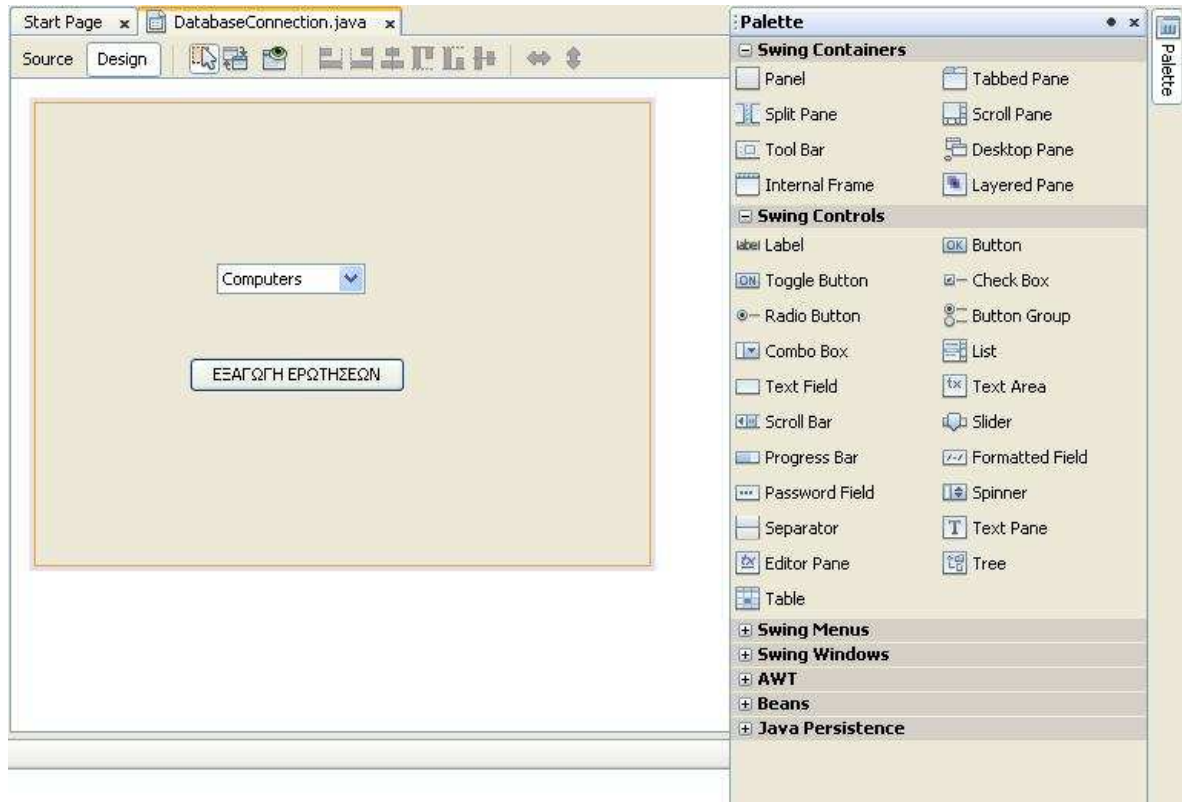 Start Page
DatabaseConnection.java
Source
Design
Computers
ΕΞΑΓΩΓΗ ΕΡΩΤΗΣΕΩΝ
Palette
Swing Containers
Panel
Tabbed Pane
Split Pane
Scroll Pane
Tool Bar
Desktop Pane
Internal Frame
Layered Pane
Swing Controls
label Label
OK Button
ON Toggle Button
Check Box
Radio Button
Button Group
Combo Box
List
Text Field
Text Area
Scroll Bar
Slider
Progress Bar
Formatted Field
Password Field
Spinner
Separator
T Text Pane
Editor Pane
Tree
Table
Swing Menus
Swing Windows
AWT
Beans
Java Persistence
Palette